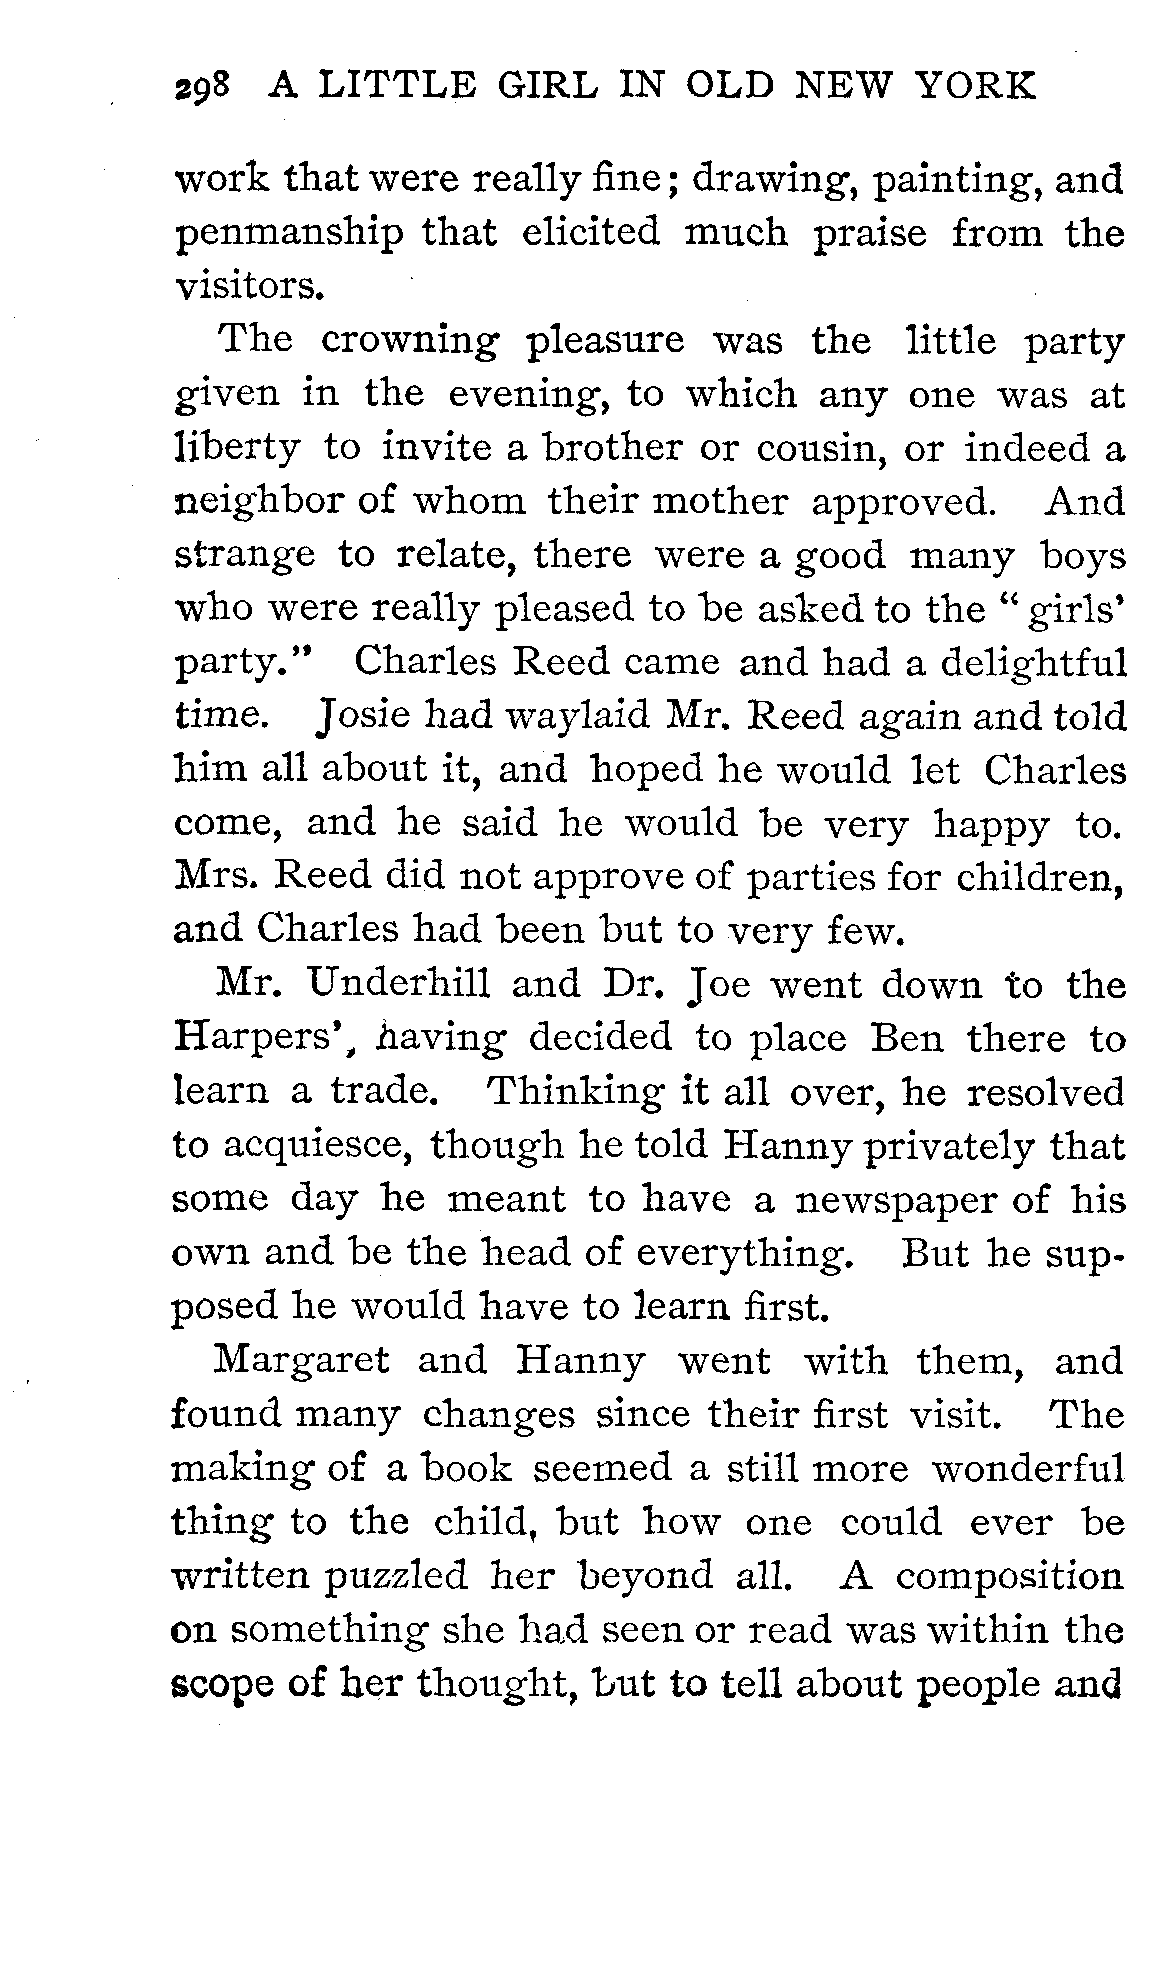 298 A LITTLE GIRL IN OLD NEW YORK
work that were really fine; drawing, painting, and
penmanship that elicited much praise from the
visitors.
The crowning pleasure was the little party
given in the evening, to which any one was at
liberty to invite a brother or cousin, or indeed a
neighbor of whom their mother approved. And
strange to relate, there were a good many boys
who were really pleased to be asked to the “ girls’
party.” Charles Reed came and had a delightful
time. Josie had waylaid Mr. Reed again and told
him all about it, and hoped he would let Charles
come, and he said he would be very happy to.
Mrs. Reed did not approve of parties for children,
and Charles had been but to very few.
Mr. Underhill and Dr. Joe went down to the
Harpers’, having decided to place Ben there to
learn a trade. Thinking it all over, he resolved
to acquiesce, though he told Hanny privately that
some day he meant to have a newspaper of his
own and be the head of everything. But he sup-
posed he would have to learn first.
Margaret and Hanny went with them, and
found many changes since their first visit. The
making of a book seemed a still more wonderful
thing to the child, but how one could ever be
written puzzled her beyond all. A composition
on something she had seen or read was within the
scope of her thought, but to tell about people and